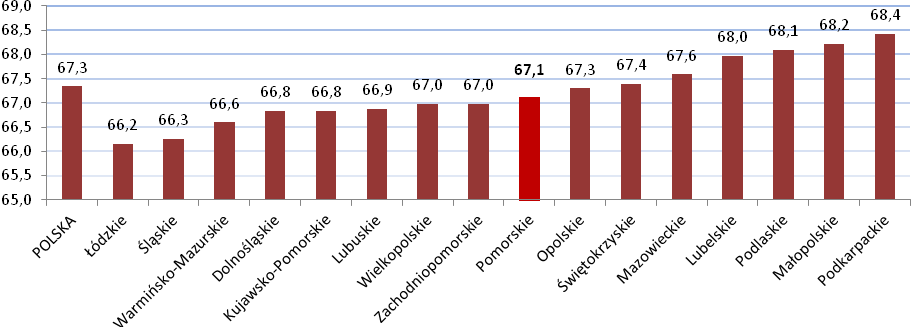 69,0
68,5
68,0
67,5
67,0
66,5
66,0
65,5
65,0
67,3
66,2
66,3
66,6
66,8
66,8
66,9
67,0
67,0
67,1
67,3
67,4
67,6
68,0
68,1
68,2
68,4
POLSKA
Łódzkie
Śląskie
Warmińsko-Mazurskie
Dolnośląskie
Kujawsko-Pomorskie
Lubuskie
Wielkopolskie
Zachodniopomorskie
Pomorskie
Opolskie
Świętokrzyskie
Mazowieckie
Lubelskie
Podlaskie
Małopolskie
Podkarpackie